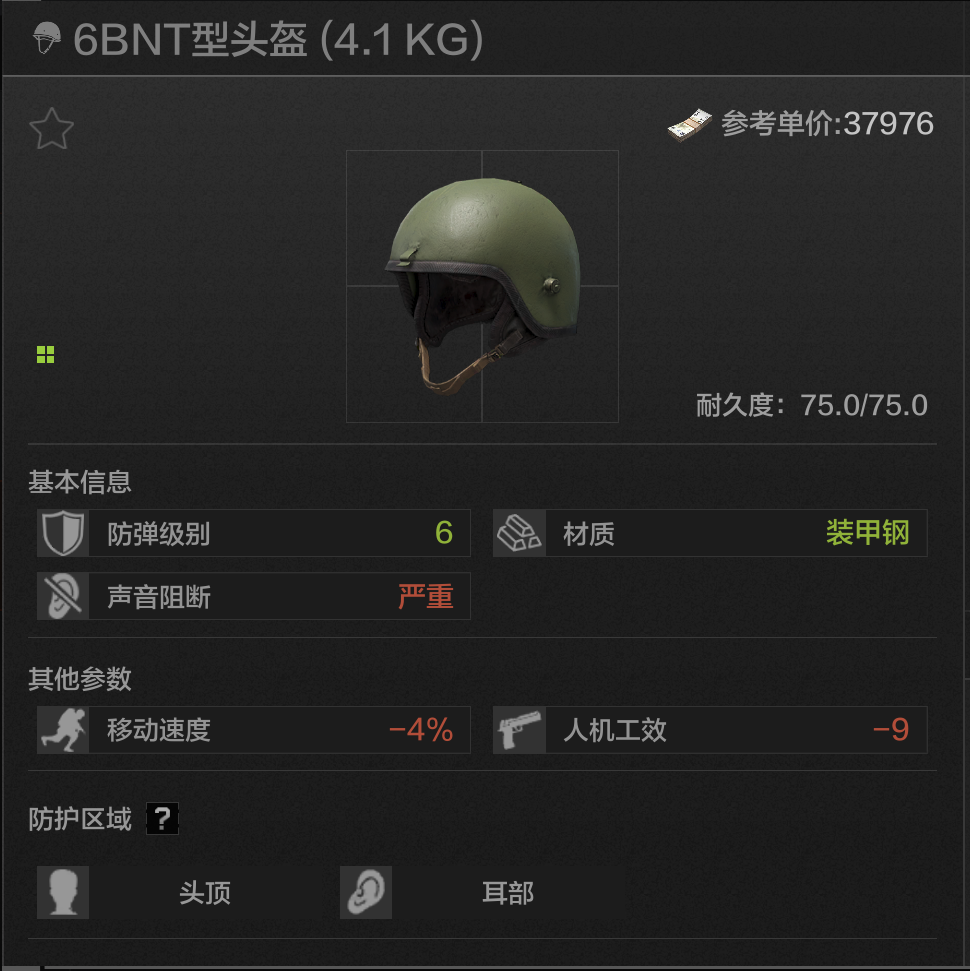 6BNT型头盔 (4.1 KG)
参考单价:37976
耐久度：75.0/75.0
基本信息
防弹级别 6 材质 装甲钢
声音阻断 严重
其他参数
移动速度 −4% 人机工效 −9
防护区域 ?
头顶 耳部